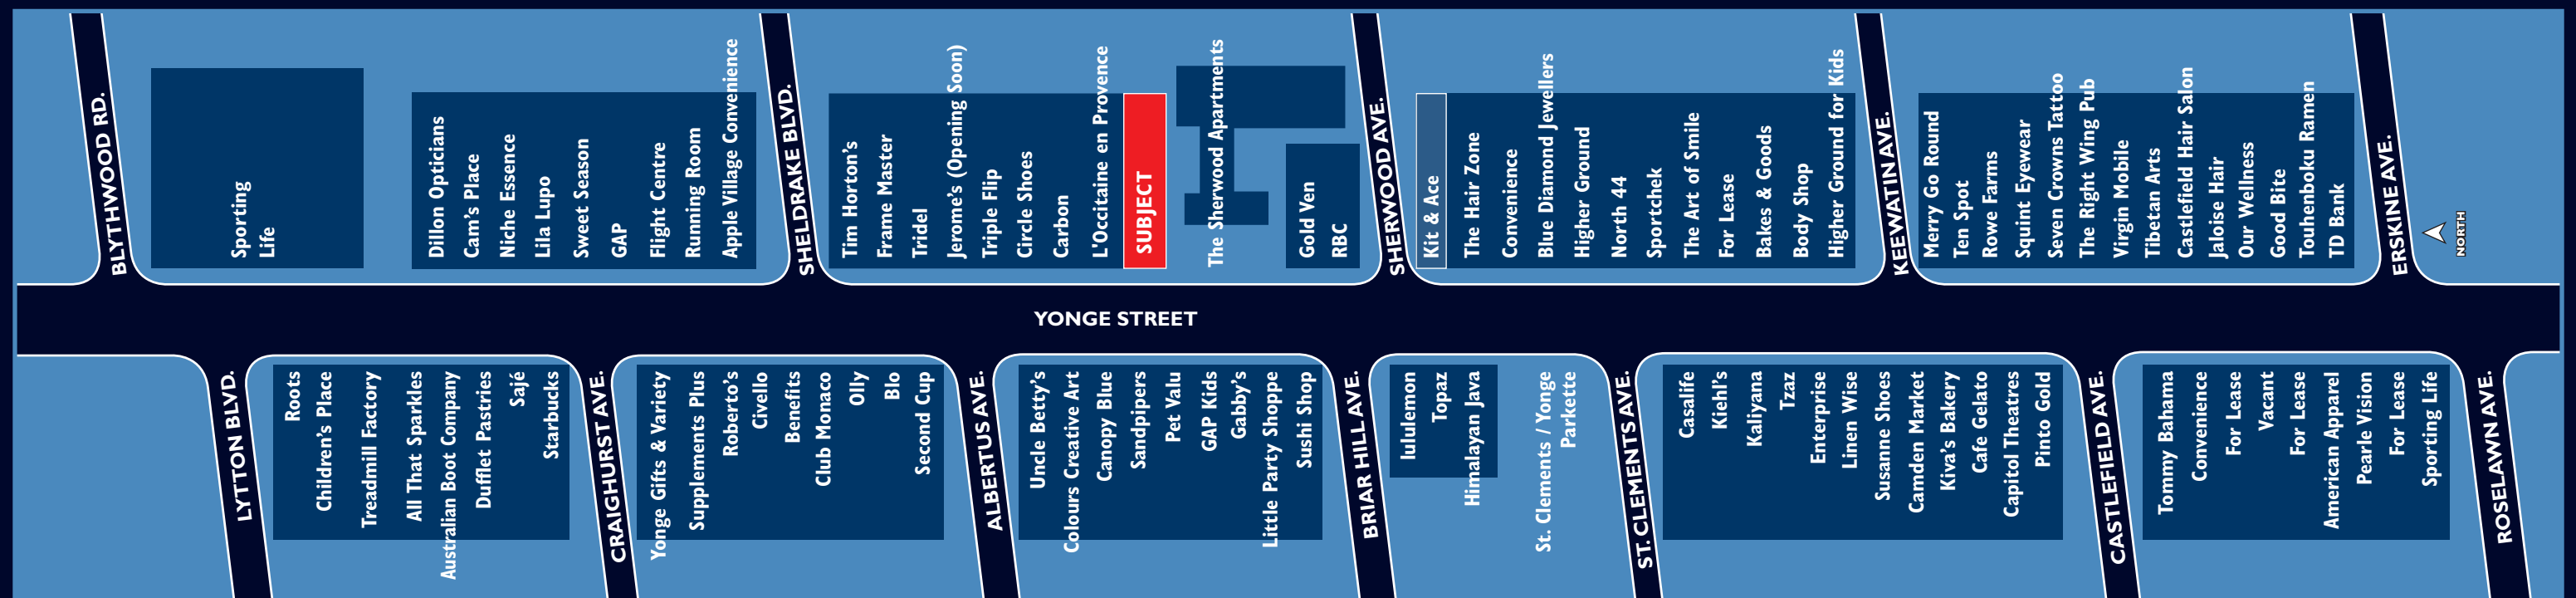 BLYTHWOOD RD.
Sporting
Life
Dillon Opticians
Cam's Place
Niche Essence
Lila Lupo
Sweet Season
GAP
Flight Centre
Running Room
Apple Village Convenience
SHELDRAKE BLVD.
Tim Horton's
Frame Master
Tridel
Jerome's (Opening Soon)
Triple Flip
Circle Shoes
Carbon
L'Occitaine en Provence
SUBJECT
The Sherwood Apartments
Gold Ven
RBC
SHERWOOD AVE.
Kit & Ace
The Hair Zone
Convenience
Blue Diamond Jewellers
Higher Ground
North 44
Sportchek
The Art of Smile
For Lease
Bakes & Goods
Body Shop
Higher Ground for Kids
KEEWATIN AVE.
Merry Go Round
Ten Spot
Rowe Farms
Squint Eyewear
Seven Crowns Tattoo
The Right Wing Pub
Virgin Mobile
Tibetan Arts
Castlefield Hair Salon
Jaloise Hair
Our Wellness
Good Bite
Touhenboku Ramen
TD Bank
ERSKINE AVE.
NORTH
YONGE STREET
LYTTON BLVD.
Roots
Children's Place
Treadmill Factory
All That Sparkles
Australian Boot Company
Dufflet Pastries
Sajé
Starbucks
CRAIGHURST AVE.
Yonge Gifts & Variety
Supplements Plus
Roberto's
Civello
Benefits
Club Monaco
Olly
Blo
Second Cup
ALBERTUS AVE.
Uncle Betty's
Colours Creative Art
Canopy Blue
Sandpipers
Pet Valu
GAP Kids
Gabby's
Little Party Shoppe
Sushi Shop
BRIAR HILL AVE.
lululemon
Topaz
Himalayan Java
St. Clements / Yonge
Parkette
ST. CLEMENTS AVE.
Casalife
Kiehl's
Kaliyana
Tzaz
Enterprise
Linen Wise
Susanne Shoes
Camden Market
Kiva's Bakery
Cafe Gelato
Capitol Theatres
Pinto Gold
CASTLEFIELD AVE.
Tommy Bahama
Convenience
For Lease
Vacant
For Lease
American Apparel
Pearle Vision
For Lease
Sporting Life
ROSELAWN AVE.